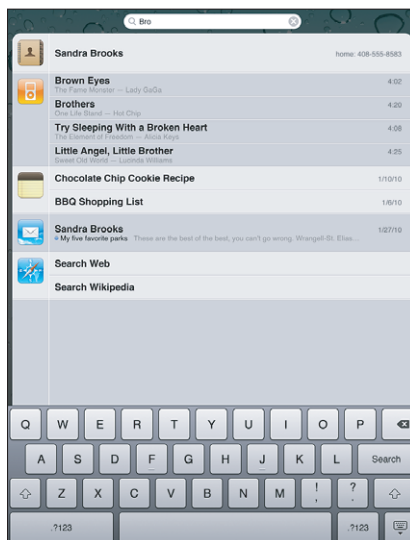 Bro
Sandra Brooks home: 408-555-8583
Brown Eyes 4:02
The Fame Monster — Lady GaGa
Brothers 4:20
One Life Stand — Hot Chip
Try Sleeping With a Broken Heart 4:08
The Element of Freedom — Alicia Keys
Little Angel, Little Brother 4:25
Sweet Old World — Lucinda Williams
Chocolate Chip Cookie Recipe 1/10/10
BBQ Shopping List 1/6/10
Sandra Brooks 1/27/10
My five favorite parks These are the best of the best, you can't go wrong. Wrangell-St. Elias...
Search Web
Search Wikipedia
Q W E R T Y U I O P
A S D F G H J K L Search
Z X C V B N M ! , ? .
.?123 .?123